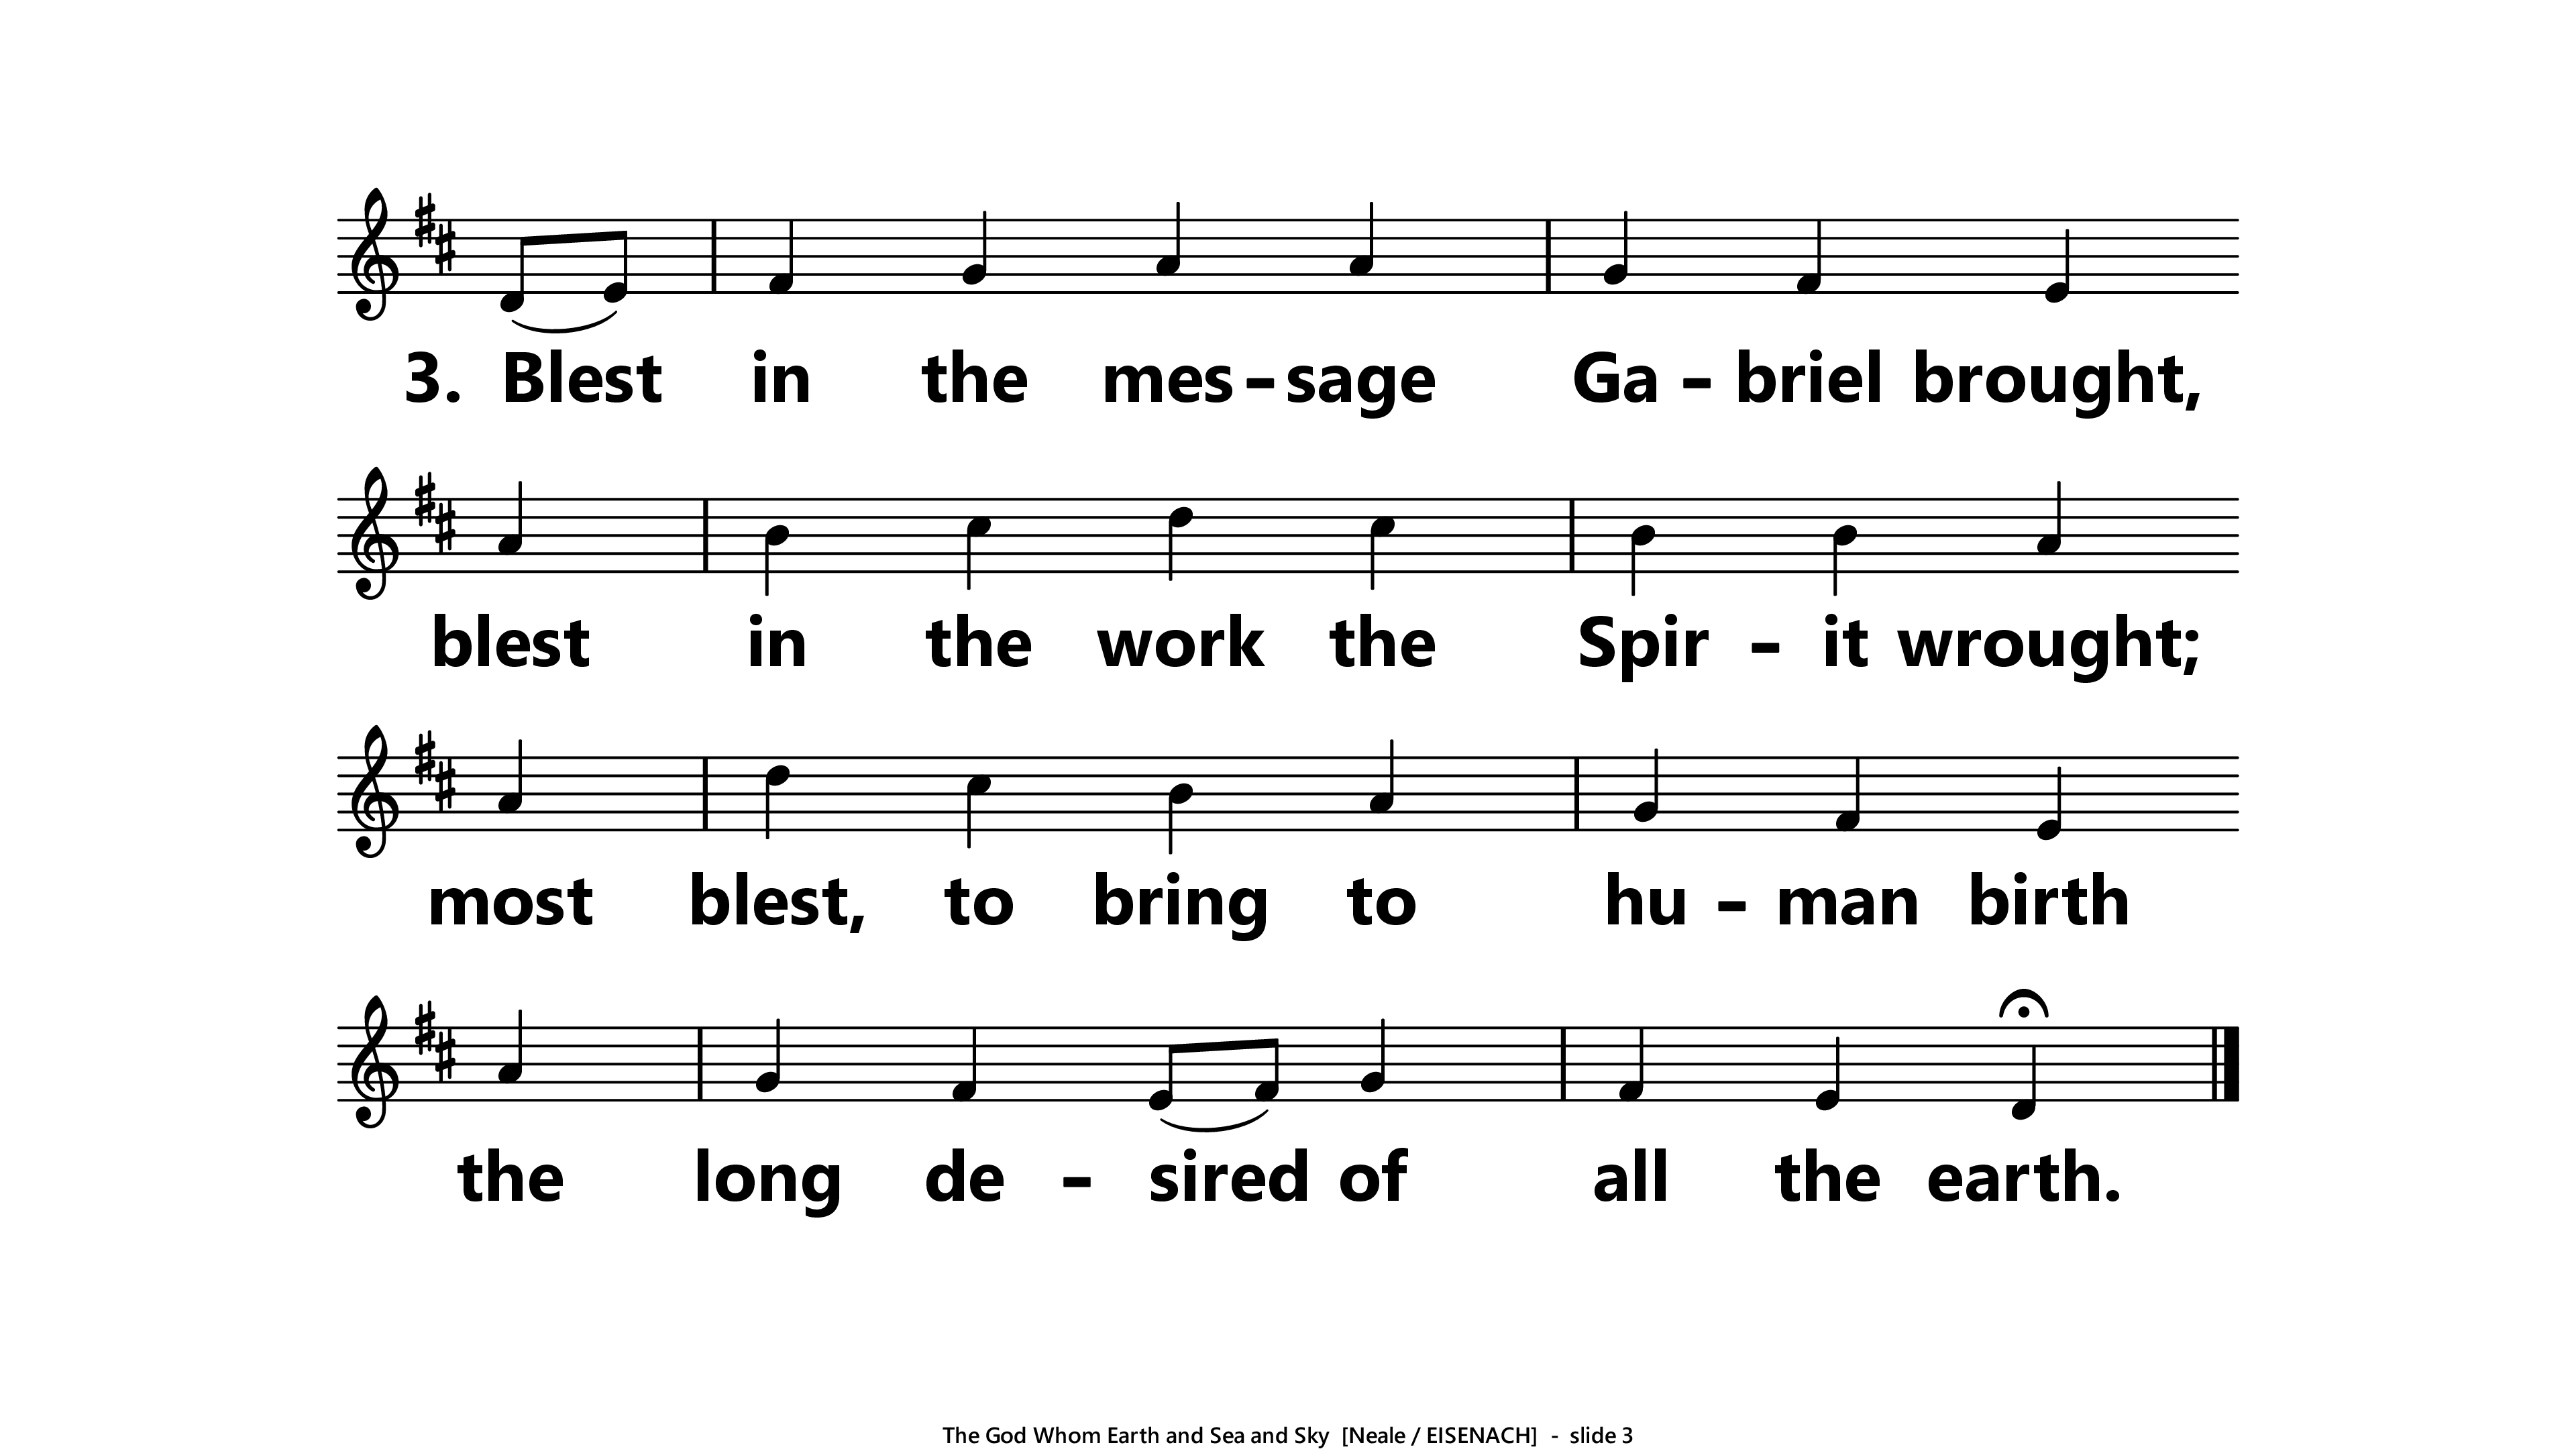 3. Blest in the mes-sage Ga-briel brought,
blest in the work the Spir-it wrought;
most blest, to bring to hu-man birth
the long de-sired of all the earth.
The God Whom Earth and Sea and Sky [Neale / EISENACH] - slide 3